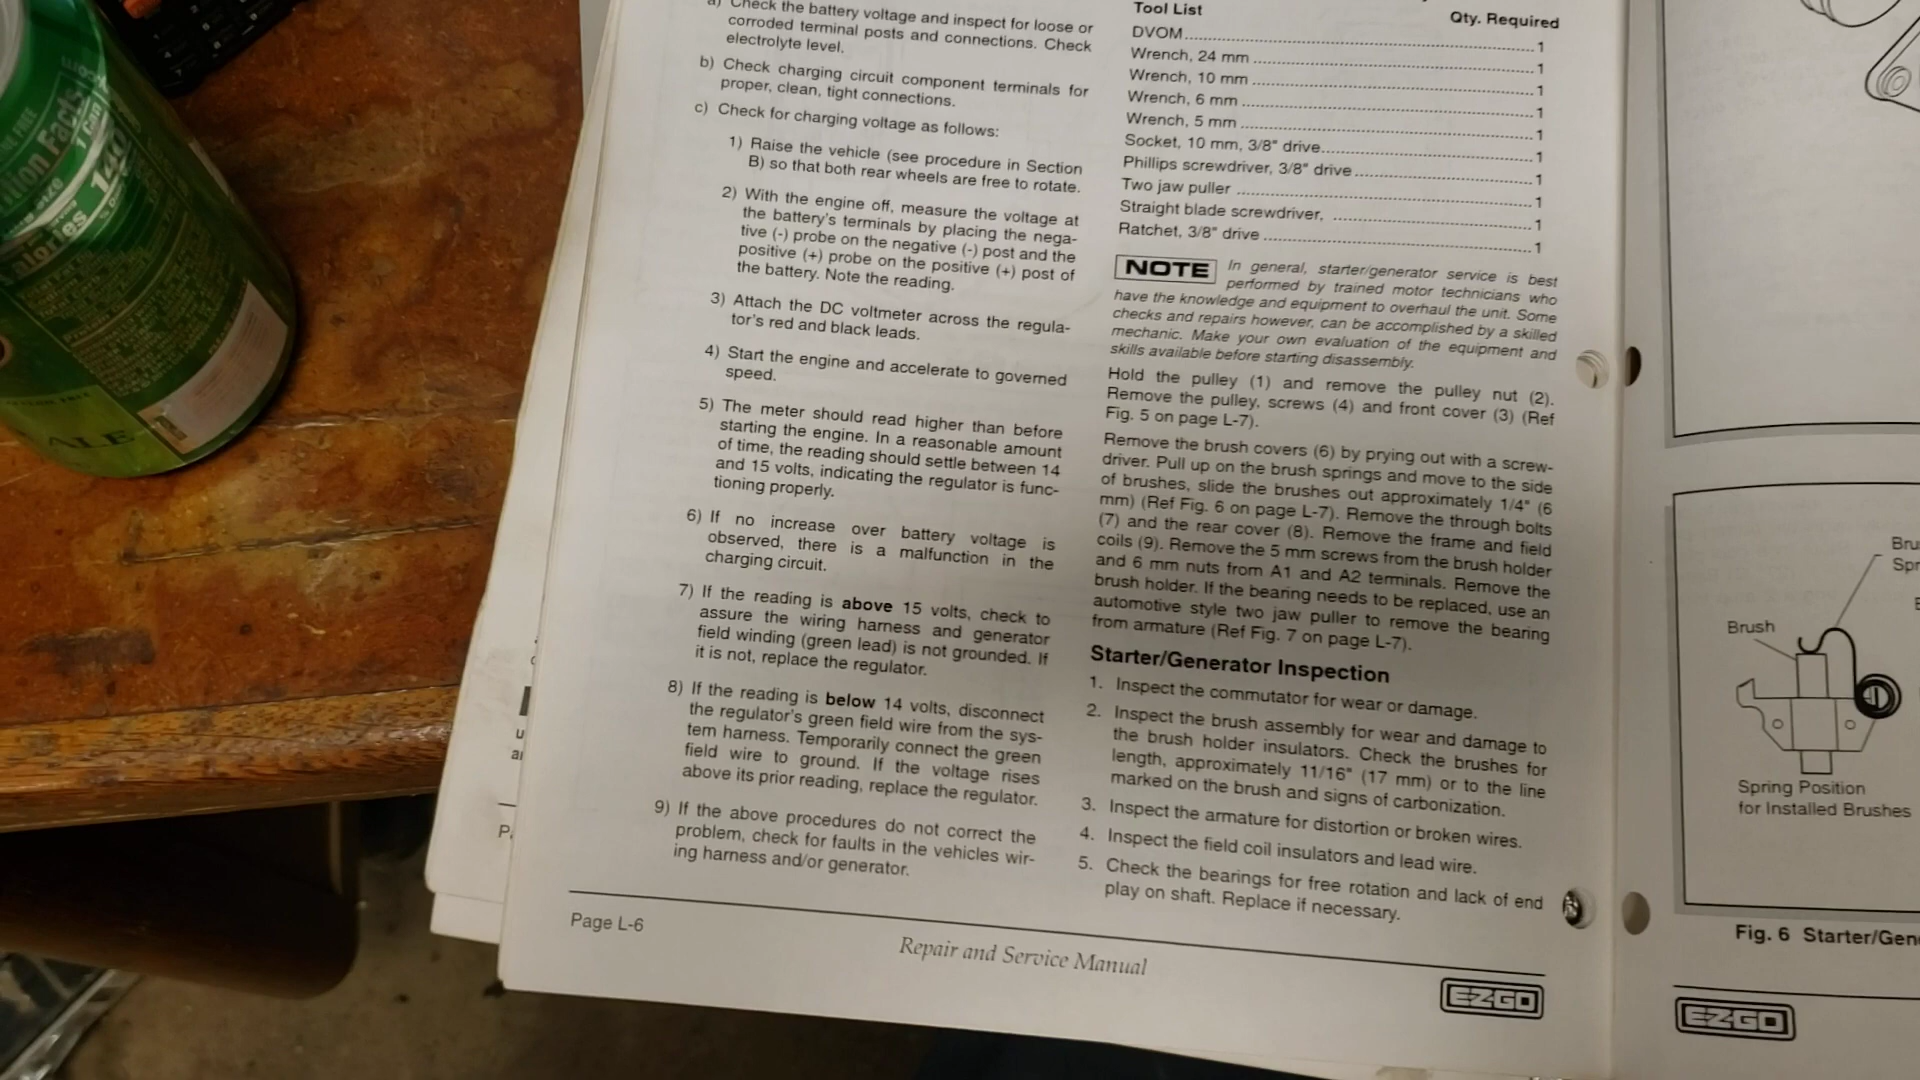 a) Check the battery voltage and inspect for loose or
corroded terminal posts and connections. Check
electrolyte level.
b) Check charging circuit component terminals for
proper, clean, tight connections.
c) Check for charging voltage as follows:
1) Raise the vehicle (see procedure in Section
B) so that both rear wheels are free to rotate.
2) With the engine off, measure the voltage at
the battery's terminals by placing the nega-
tive (-) probe on the negative (-) post and the
positive (+) probe on the positive (+) post of
the battery. Note the reading.
3) Attach the DC voltmeter across the regula-
tor's red and black leads.
4) Start the engine and accelerate to governed
speed.
5) The meter should read higher than before
starting the engine. In a reasonable amount
of time, the reading should settle between 14
and 15 volts, indicating the regulator is func-
tioning properly.
6) If no increase over battery voltage is
observed, there is a malfunction in the
charging circuit.
7) If the reading is above 15 volts, check to
assure the wiring harness and generator
field winding (green lead) is not grounded. If
it is not, replace the regulator.
8) If the reading is below 14 volts, disconnect
the regulator's green field wire from the sys-
tem harness. Temporarily connect the green
field wire to ground. If the voltage rises
above its prior reading, replace the regulator.
9) If the above procedures do not correct the
problem, check for faults in the vehicles wir-
ing harness and/or generator.
Tool List Qty. Required
DVOM 1
Wrench, 24 mm 1
Wrench, 10 mm 1
Wrench, 6 mm 1
Wrench, 5 mm 1
Socket, 10 mm, 3/8" drive 1
Phillips screwdriver, 3/8" drive 1
Two jaw puller 1
Straight blade screwdriver, 1
Ratchet, 3/8" drive 1
NOTE In general, starter/generator service is best
performed by trained motor technicians who
have the knowledge and equipment to overhaul the unit. Some
checks and repairs however, can be accomplished by a skilled
mechanic. Make your own evaluation of the equipment and
skills available before starting disassembly.
Hold the pulley (1) and remove the pulley nut (2).
Remove the pulley, screws (4) and front cover (3) (Ref
Fig. 5 on page L-7).
Remove the brush covers (6) by prying out with a screw-
driver. Pull up on the brush springs and move to the side
of brushes, slide the brushes out approximately 1/4" (6
mm) (Ref Fig. 6 on page L-7). Remove the through bolts
(7) and the rear cover (8). Remove the frame and field
coils (9). Remove the 5 mm screws from the brush holder
and 6 mm nuts from A1 and A2 terminals. Remove the
brush holder. If the bearing needs to be replaced, use an
automotive style two jaw puller to remove the bearing
from armature (Ref Fig. 7 on page L-7).
Starter/Generator Inspection
1. Inspect the commutator for wear or damage.
2. Inspect the brush assembly for wear and damage to
the brush holder insulators. Check the brushes for
length, approximately 11/16" (17 mm) or to the line
marked on the brush and signs of carbonization.
3. Inspect the armature for distortion or broken wires.
4. Inspect the field coil insulators and lead wire.
5. Check the bearings for free rotation and lack of end
play on shaft. Replace if necessary.
Page L-6
Repair and Service Manual
EZGO
Bru
Spr
Brush
Spring Position
for Installed Brushes
Fig. 6 Starter/Gen
EZGO
1 Can
140
Calories
ALE